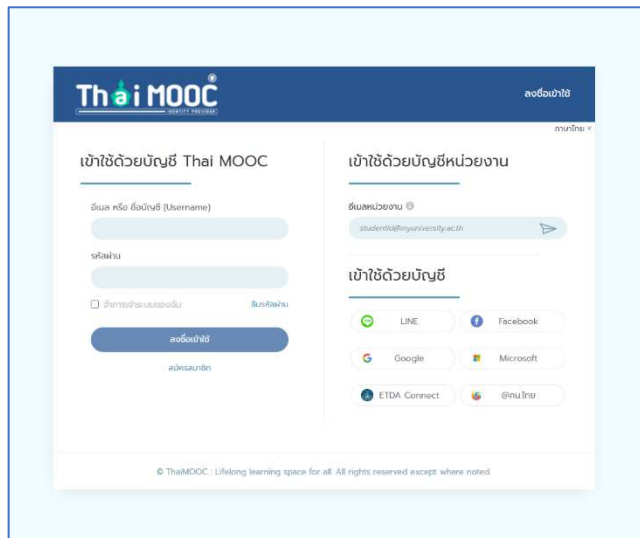 Thai MOOC
IDENTITY PROVIDER
ลงชื่อเข้าใช้
ภาษาไทย
เข้าใช้ด้วยบัญชี Thai MOOC
อีเมล หรือ ชื่อบัญชี (Username)
รหัสผ่าน
จำการเข้าระบบของฉัน
ลืมรหัสผ่าน
ลงชื่อเข้าใช้
สมัครสมาชิก
เข้าใช้ด้วยบัญชีหน่วยงาน
อีเมลหน่วยงาน
studentid@myuniversity.ac.th
เข้าใช้ด้วยบัญชี
LINE
Facebook
Google
Microsoft
ETDA Connect
@คน.ไทย
© ThaiMOOC : Lifelong learning space for all. All rights reserved except where noted.